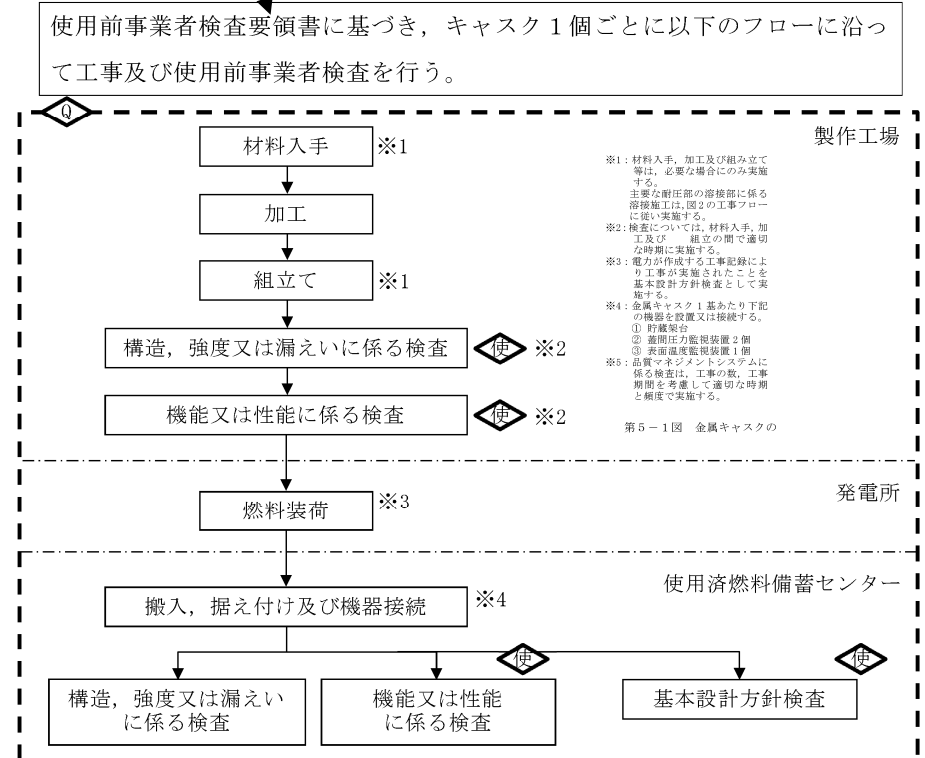 使用前事業者検査要領書に基づき，キャスク１個ごとに以下のフローに沿っ
て工事及び使用前事業者検査を行う。
Q
製作工場
材料入手 ※1
加工
組立て ※1
構造，強度又は漏えいに係る検査 使 ※2
機能又は性能に係る検査 使 ※2
※1：材料入手，加工及び組み立て
等は，必要な場合にのみ実施
する。
主要な耐圧部の溶接部に係る
溶接施工は,図2の工事フロー
に従い実施する。
※2：検査については,材料入手,加
工及び　　組立の間で適切
な時期に実施する。
※3：電力が作成する工事記録によ
り工事が実施されたことを
基本設計方針検査として実
施する。
※4：金属キャスク１基あたり下記
の機器を設置又は接続する。
① 貯蔵架台
② 蓋間圧力監視装置２個
③ 表面温度監視装置１個
※5：品質マネジメントシステムに
係る検査は，工事の数，工事
期間を考慮して適切な時期
と頻度で実施する。
第５－１図　金属キャスクの
発電所
燃料装荷 ※3
使用済燃料備蓄センター
搬入，据え付け及び機器接続 ※4
使 使
構造，強度又は漏えい
に係る検査
機能又は性能
に係る検査
基本設計方針検査